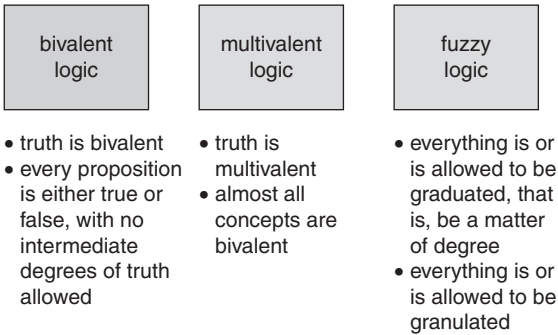 bivalent
logic
multivalent
logic
fuzzy
logic
• truth is bivalent
• every proposition
is either true or
false, with no
intermediate
degrees of truth
allowed
• truth is
multivalent
• almost all
concepts are
bivalent
• everything is or
is allowed to be
graduated, that
is, be a matter
of degree
• everything is or
is allowed to be
granulated